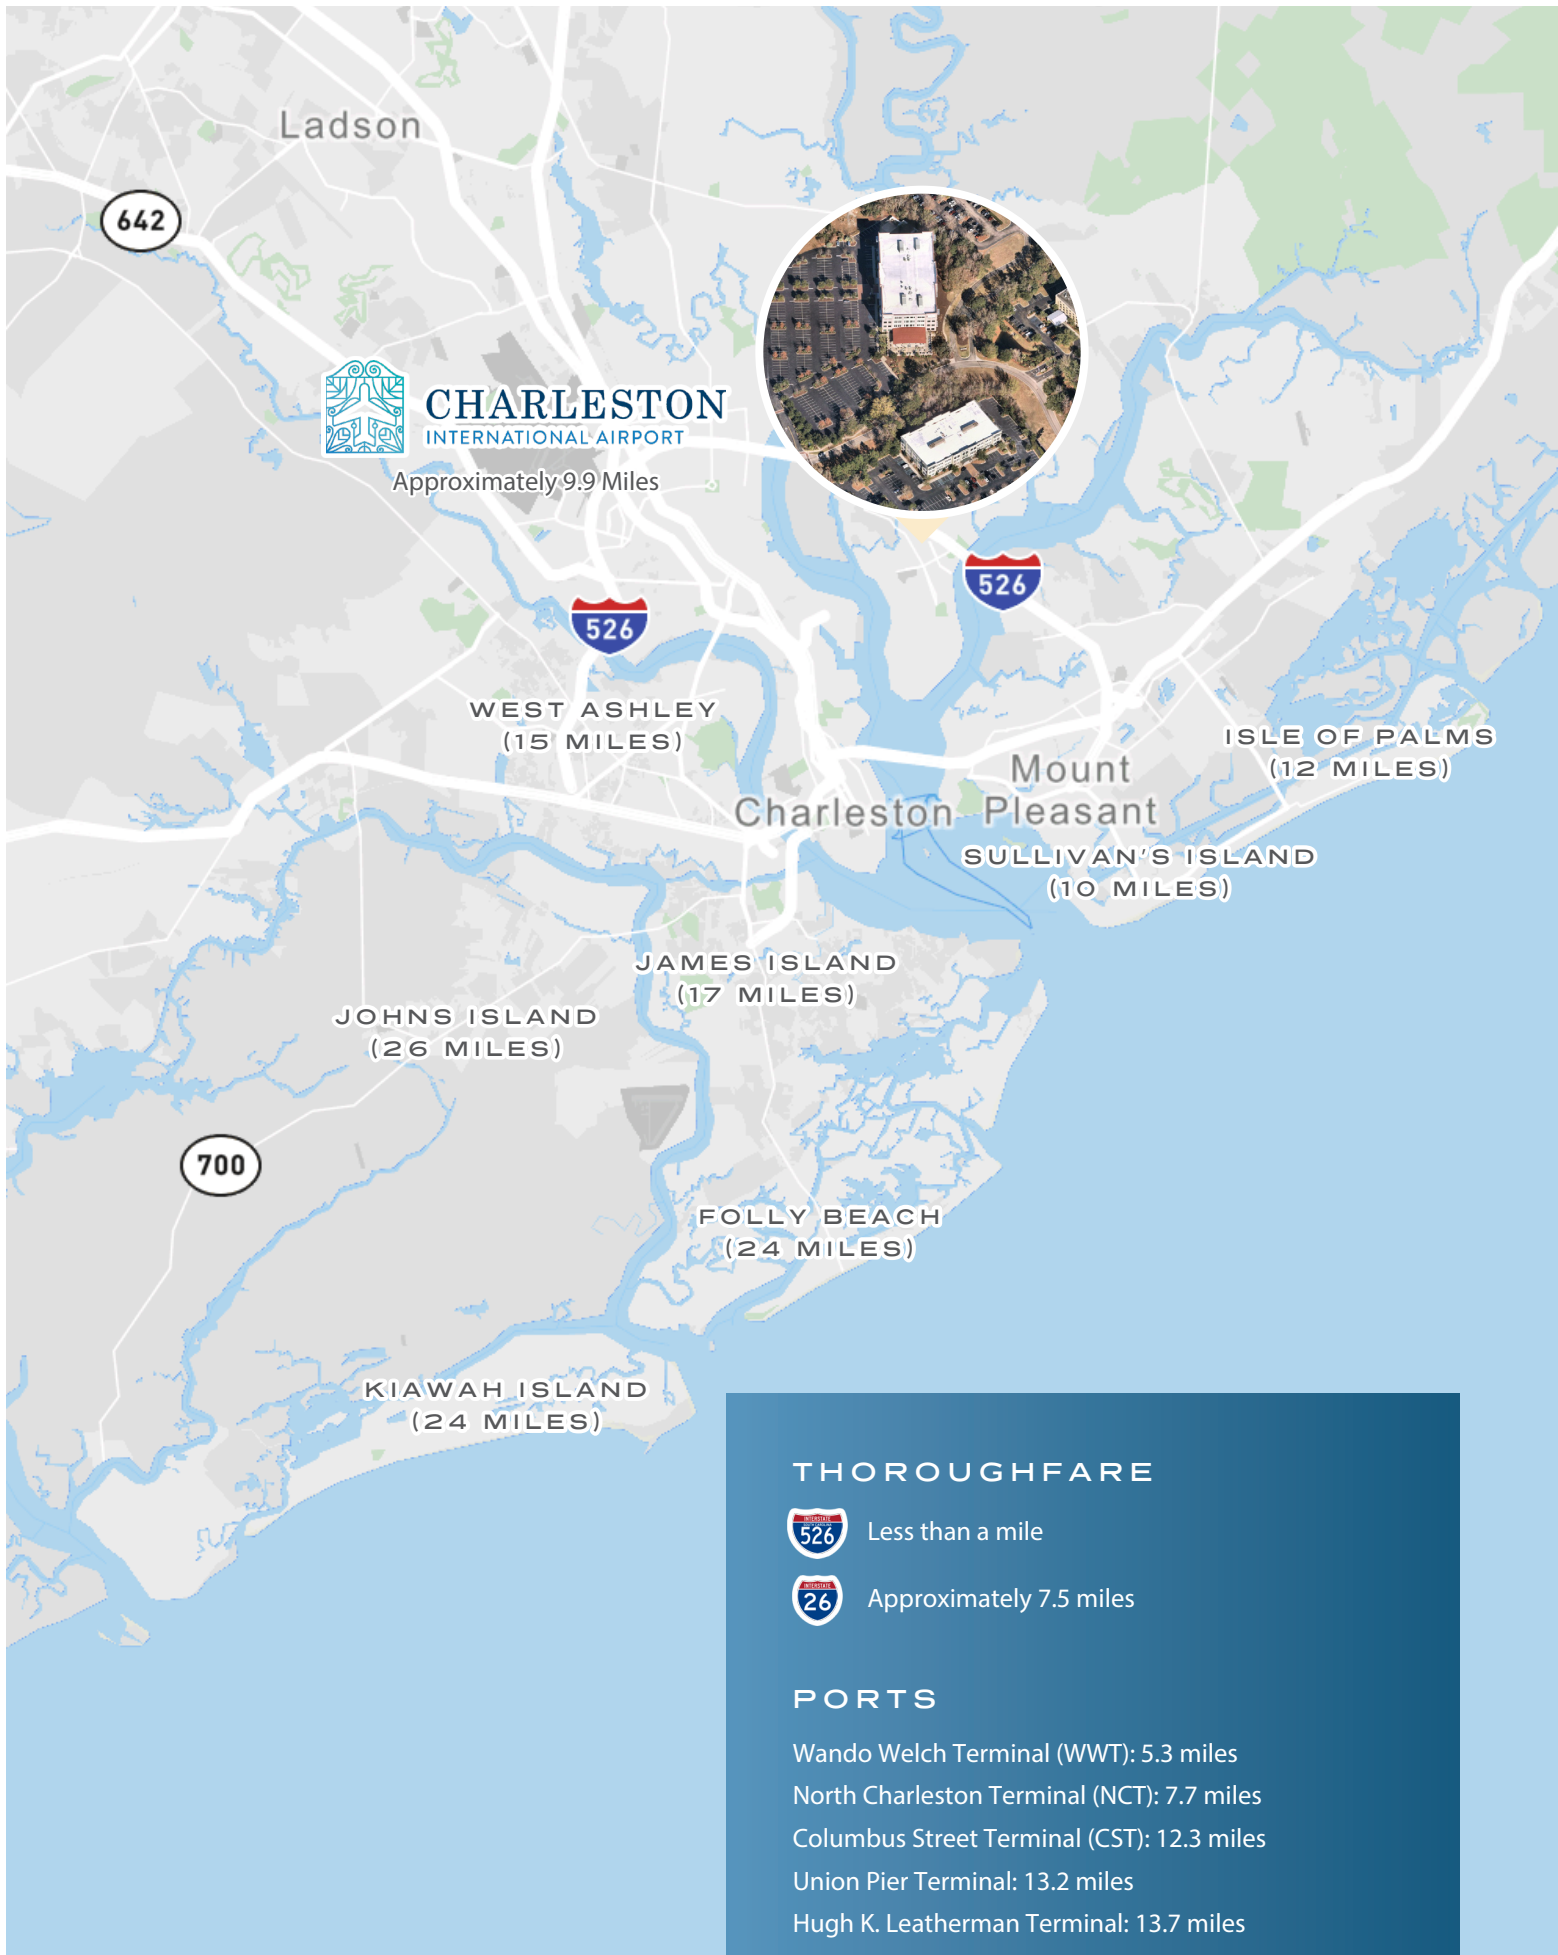 Ladson
642
CHARLESTON
INTERNATIONAL AIRPORT
Approximately 9.9 Miles
526
526
WEST ASHLEY
(15 MILES)
ISLE OF PALMS
(12 MILES)
Mount
Pleasant
Charleston
SULLIVAN'S ISLAND
(10 MILES)
JAMES ISLAND
(17 MILES)
JOHNS ISLAND
(26 MILES)
700
FOLLY BEACH
(24 MILES)
KIAWAH ISLAND
(24 MILES)
THOROUGHFARE
INTERSTATE
SOUTH CAROLINA
526
Less than a mile
INTERSTATE
26
Approximately 7.5 miles
PORTS
Wando Welch Terminal (WWT): 5.3 miles
North Charleston Terminal (NCT): 7.7 miles
Columbus Street Terminal (CST): 12.3 miles
Union Pier Terminal: 13.2 miles
Hugh K. Leatherman Terminal: 13.7 miles